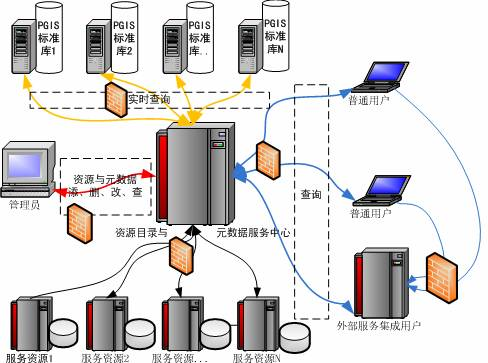 PGIS
标准
库1
PGIS
标准
库2
PGIS
标准
库..
PGIS
标准
库N
实时查询
普通用户
资源与元数据
添、删、改、查
管理员
查询
普通用户
资源目录与
元数据服务中心
外部服务集成用户
服务资源1
服务资源2
服务资源...
服务资源N